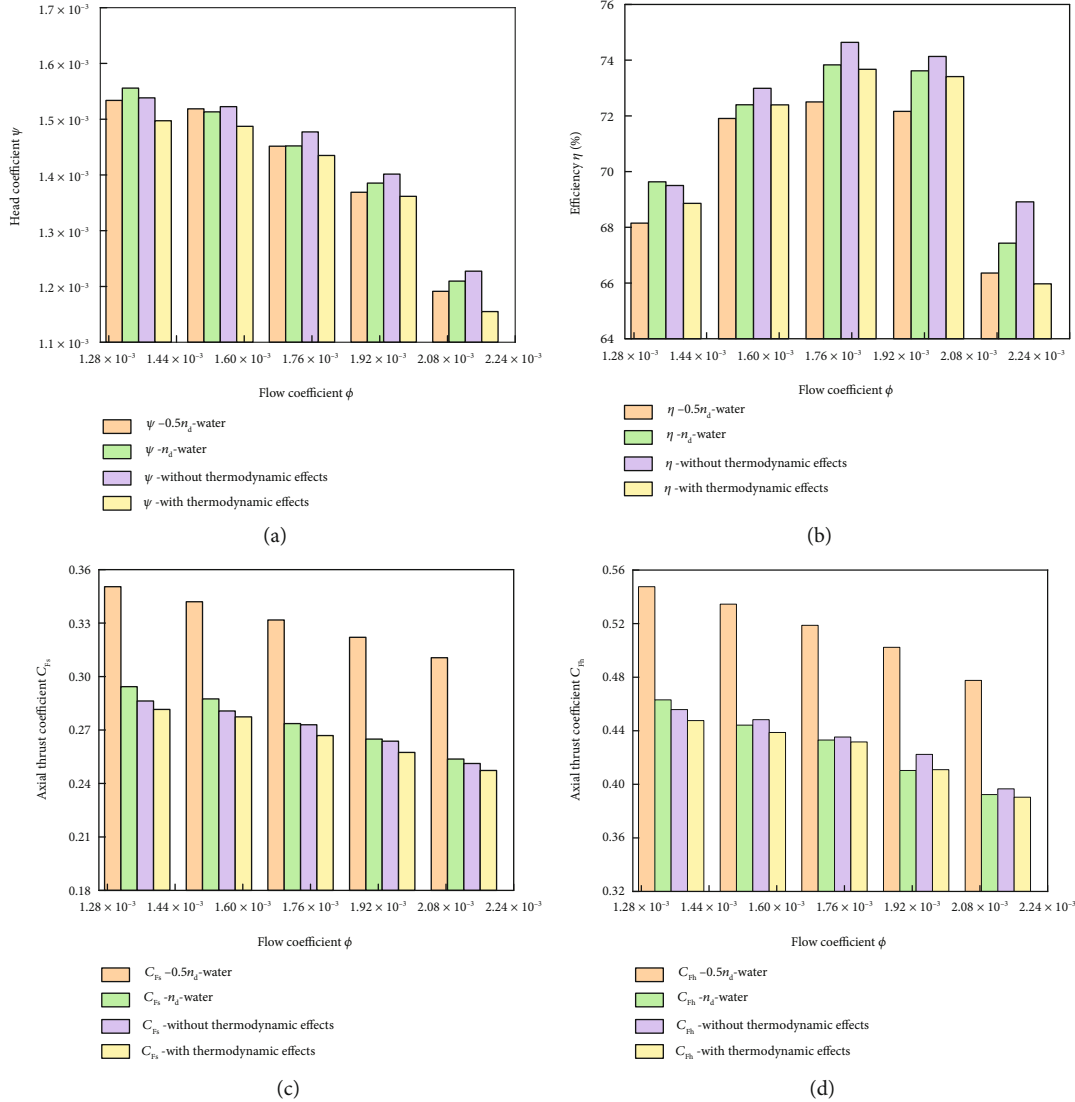 1.7 × 10⁻³
1.6 × 10⁻³
1.5 × 10⁻³
1.4 × 10⁻³
1.3 × 10⁻³
1.2 × 10⁻³
1.1 × 10⁻³
Head coefficient ψ
1.28 × 10⁻³ 1.44 × 10⁻³ 1.60 × 10⁻³ 1.76 × 10⁻³ 1.92 × 10⁻³ 2.08 × 10⁻³ 2.24 × 10⁻³
Flow coefficient ϕ
ψ –0.5n_d-water
ψ -n_d-water
ψ -without thermodynamic effects
ψ -with thermodynamic effects
(a)
76
74
72
70
68
66
64
Efficiency η (%)
1.28 × 10⁻³ 1.44 × 10⁻³ 1.60 × 10⁻³ 1.76 × 10⁻³ 1.92 × 10⁻³ 2.08 × 10⁻³ 2.24 × 10⁻³
Flow coefficient ϕ
η –0.5n_d-water
η -n_d-water
η -without thermodynamic effects
η -with thermodynamic effects
(b)
0.36
0.33
0.30
0.27
0.24
0.21
0.18
Axial thrust coefficient C_Fs
1.28 × 10⁻³ 1.44 × 10⁻³ 1.60 × 10⁻³ 1.76 × 10⁻³ 1.92 × 10⁻³ 2.08 × 10⁻³ 2.24 × 10⁻³
Flow coefficient ϕ
C_Fs –0.5n_d-water
C_Fs -n_d-water
C_Fs -without thermodynamic effects
C_Fs -with thermodynamic effects
(c)
0.56
0.52
0.48
0.44
0.40
0.36
0.32
Axial thrust coefficient C_Fh
1.28 × 10⁻³ 1.44 × 10⁻³ 1.60 × 10⁻³ 1.76 × 10⁻³ 1.92 × 10⁻³ 2.08 × 10⁻³ 2.24 × 10⁻³
Flow coefficient ϕ
C_Fh –0.5n_d-water
C_Fh -n_d-water
C_Fh -without thermodynamic effects
C_Fh -with thermodynamic effects
(d)